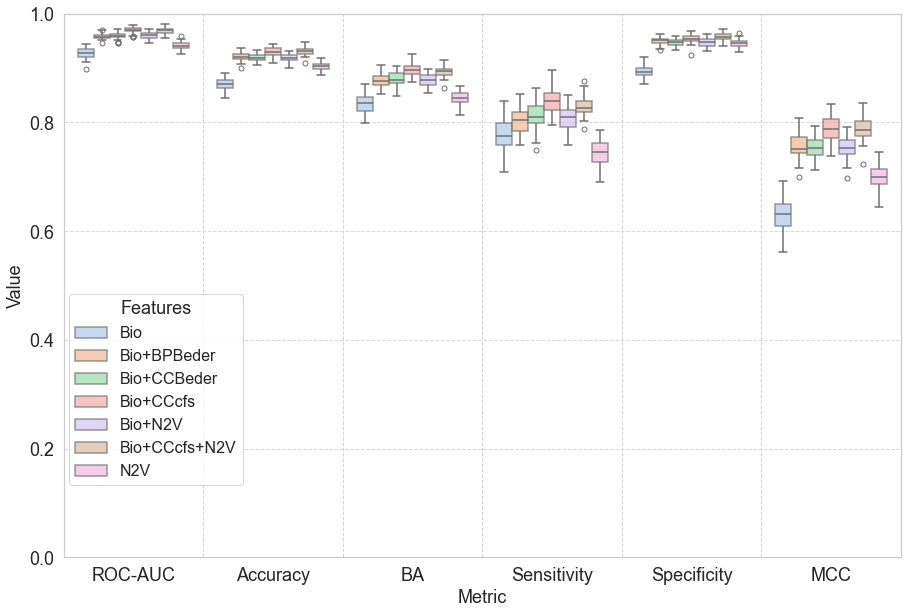 1.0
0.8
0.6
0.4
0.2
0.0
Value
Features
Bio
Bio+BPBeder
Bio+CCBeder
Bio+CCcfs
Bio+N2V
Bio+CCcfs+N2V
N2V
ROC-AUC Accuracy BA Sensitivity Specificity MCC
Metric